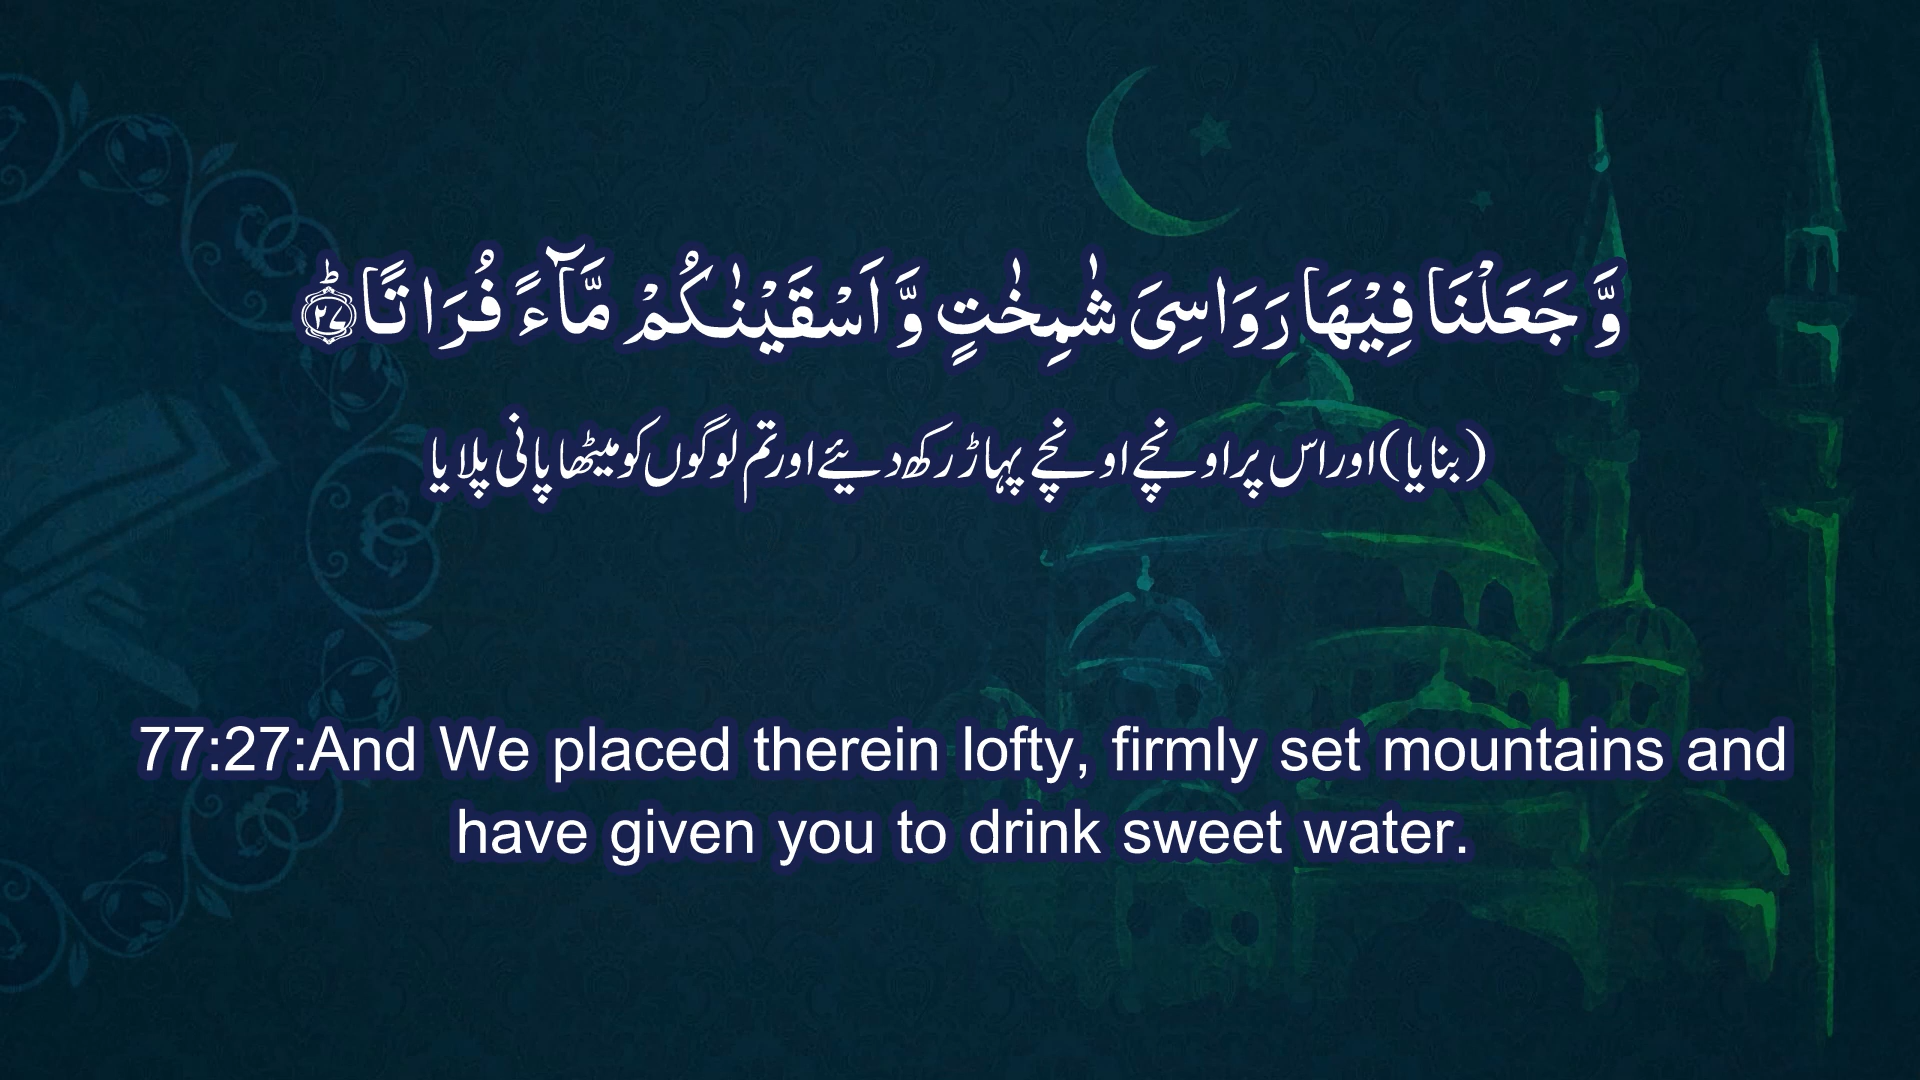 وَّ جَعَلْنَا فِيْهَا رَوَاسِىَ شٰمِخٰتٍ وَّ اَسْقَيْنٰكُمْ مَّآءً فُرَاتًاؕ۝۲۷
(بنایا) اور اس پر اونچے اونچے پہاڑ رکھ دیئے اور تم لوگوں کو میٹھا پانی پلایا
77:27:And We placed therein lofty, firmly set mountains and
have given you to drink sweet water.